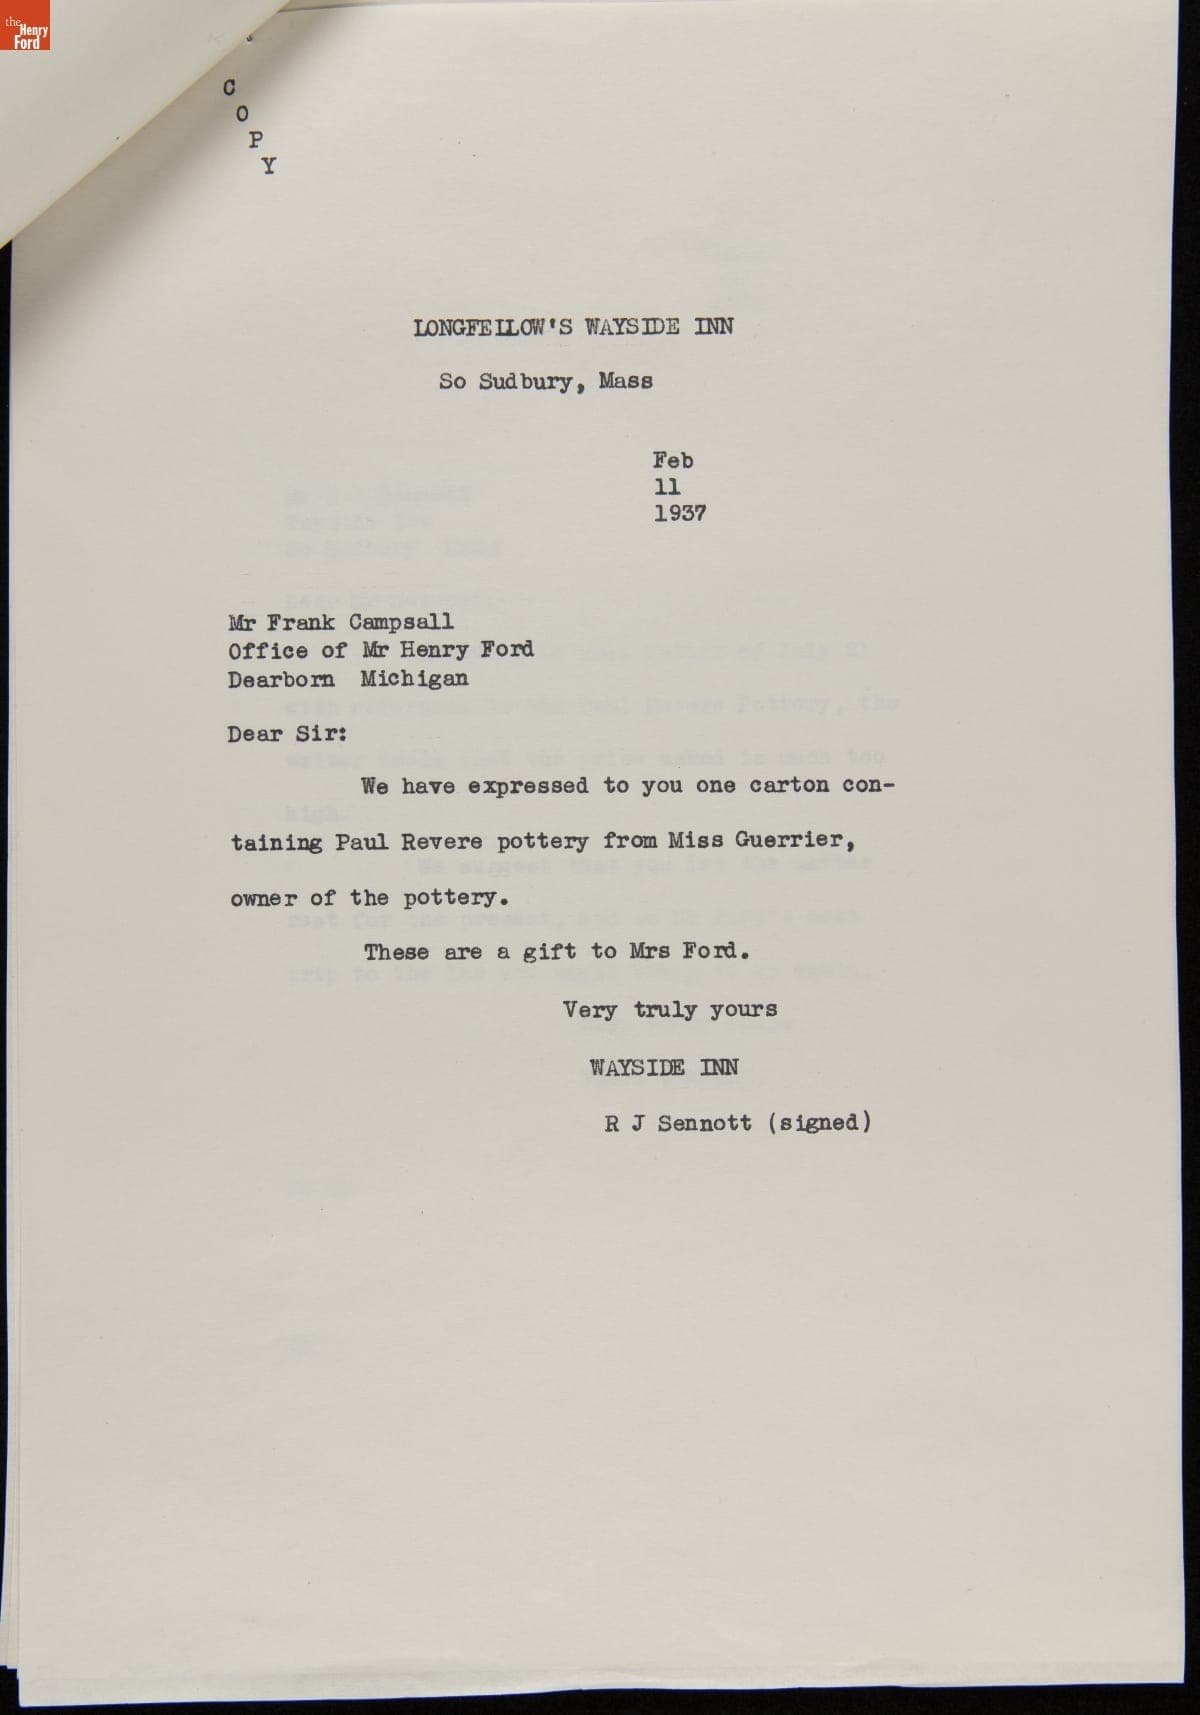 the
Henry
Ford
C
O
P
Y
LONGFELLOW'S WAYSIDE INN
So Sudbury, Mass
Feb
11
1937
Mr Frank Campsall
Office of Mr Henry Ford
Dearborn Michigan
Dear Sir:
We have expressed to you one carton con-
taining Paul Revere pottery from Miss Guerrier,
owner of the pottery.
These are a gift to Mrs Ford.
Very truly yours
WAYSIDE INN
R J Sennott (signed)